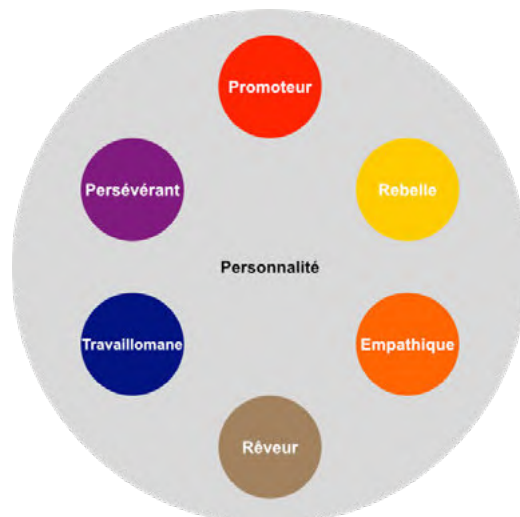 Promoteur
Persévérant
Rebelle
Personnalité
Travaillomane
Empathique
Rêveur